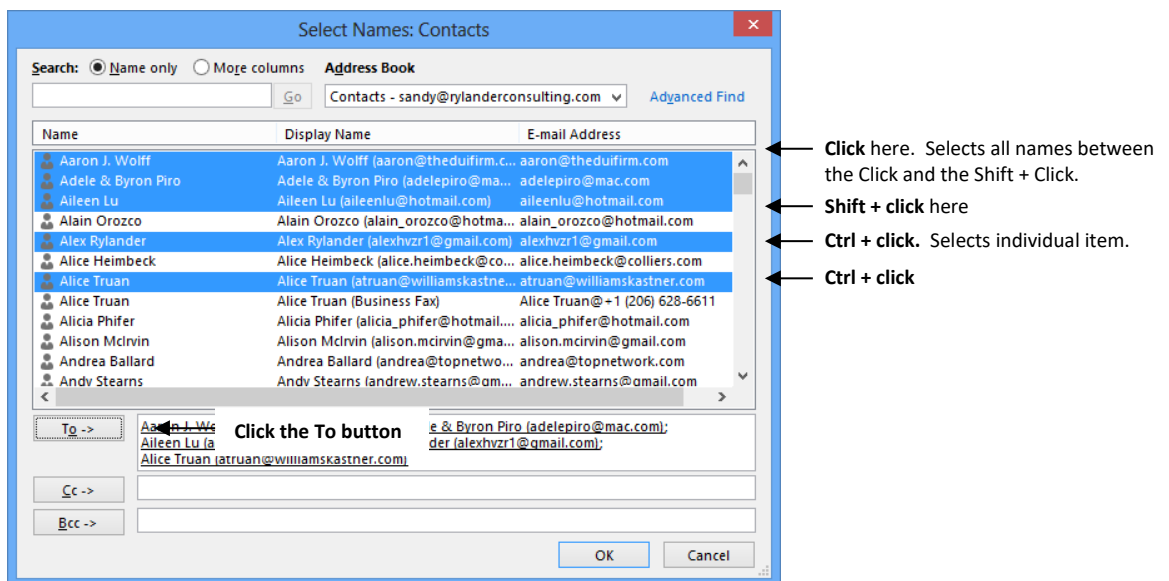 Select Names: Contacts
Search: Name only More columns Address Book
Go Contacts - sandy@rylanderconsulting.com Advanced Find
Name Display Name E-mail Address
Aaron J. Wolff Aaron J. Wolff (aaron@theduifirm.c... aaron@theduifirm.com
Adele & Byron Piro Adele & Byron Piro (adelepiro@ma... adelepiro@mac.com
Aileen Lu Aileen Lu (aileenlu@hotmail.com) aileenlu@hotmail.com
Alain Orozco Alain Orozco (alain_orozco@hotma... alain_orozco@hotmail.com
Alex Rylander Alex Rylander (alexhvzr1@gmail.com) alexhvzr1@gmail.com
Alice Heimbeck Alice Heimbeck (alice.heimbeck@co... alice.heimbeck@colliers.com
Alice Truan Alice Truan (atruan@williamskastne... atruan@williamskastner.com
Alice Truan Alice Truan (Business Fax) Alice Truan@+1 (206) 628-6611
Alicia Phifer Alicia Phifer (alicia_phifer@hotmail.... alicia_phifer@hotmail.com
Alison McIrvin Alison McIrvin (alison.mcirvin@gma... alison.mcirvin@gmail.com
Andrea Ballard Andrea Ballard (andrea@topnetwo... andrea@topnetwork.com
Andy Stearns Andy Stearns (andrew.stearns@gm... andrew.stearns@gmail.com
Click here. Selects all names between
the Click and the Shift + Click.
Shift + click here
Ctrl + click. Selects individual item.
Ctrl + click
To ->
Click the To button
e & Byron Piro (adelepiro@mac.com);
Aileen Lu (a der (alexhvzr1@gmail.com);
Alice Truan (atruan@williamskastner.com)
Cc ->
Bcc ->
OK Cancel